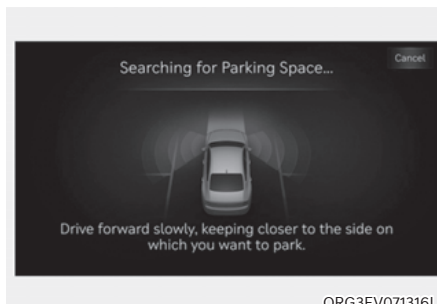 Cancel
Searching for Parking Space...
Drive forward slowly, keeping closer to the side on
which you want to park.
ORG3EV071316L